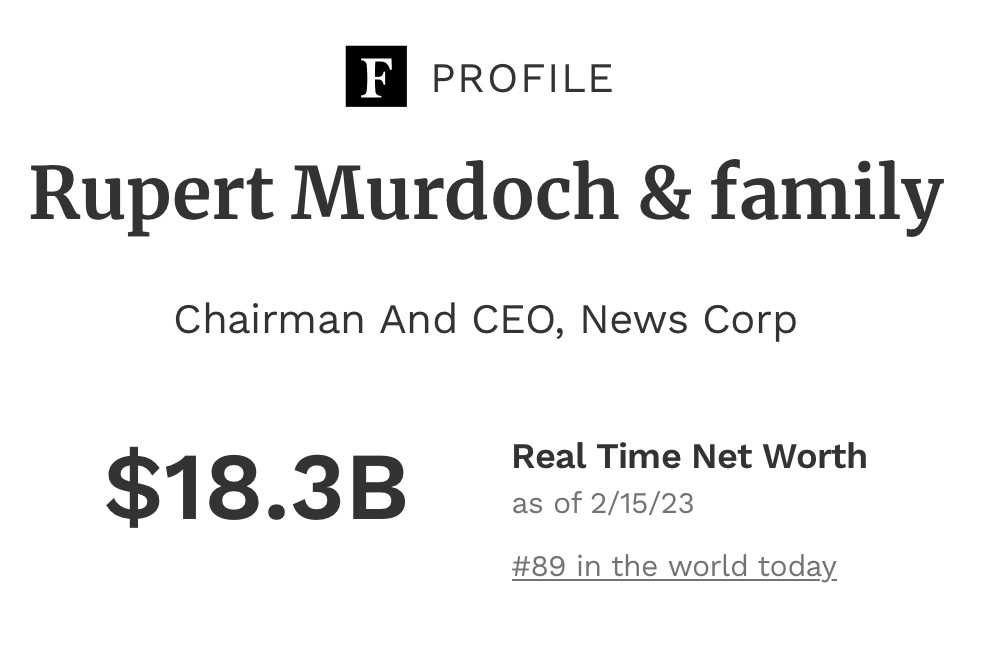 F PROFILE
Rupert Murdoch & family
Chairman And CEO, News Corp
$18.3B
Real Time Net Worth
as of 2/15/23
#89 in the world today